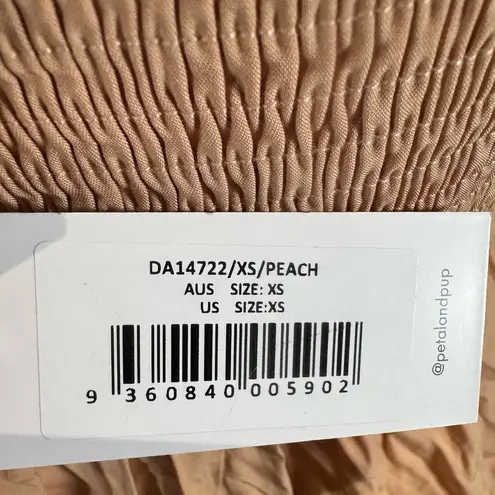 DA14722/XS/PEACH
AUS SIZE: XS
US SIZE:XS
9 360840 005902
@petalandpup